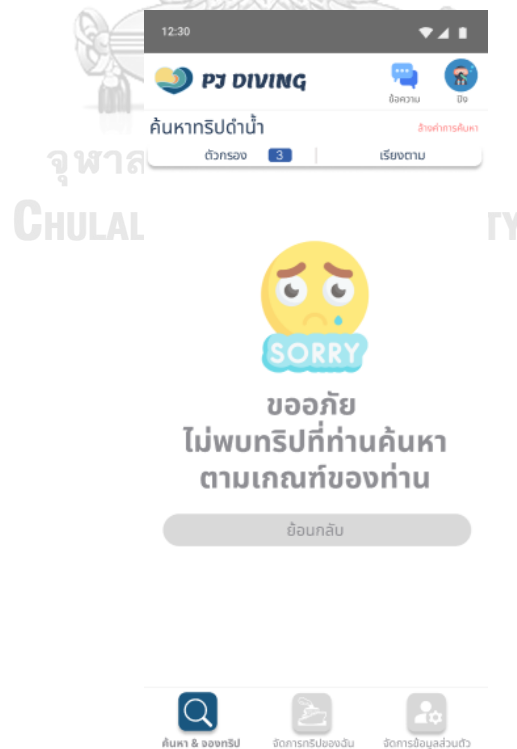 12:30
PJ DIVING
ข้อความ
ปิง
ค้นหาทริปดำน้ำ
ล้างค่าการค้นหา
ตัวกรอง 3
เรียงตาม
จุฬาล
CHULAL
TY
SORRY
ขออภัย
ไม่พบทริปที่ท่านค้นหา
ตามเกณฑ์ของท่าน
ย้อนกลับ
ค้นหา & จองทริป
จัดการทริปของฉัน
จัดการข้อมูลส่วนตัว